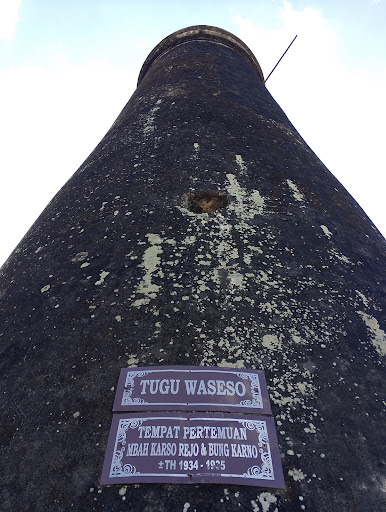 TUGU WASESO
TEMPAT PERTEMUAN
MBAH KARSO REJO & BUNG KARNO
±TH 1934 - 1935